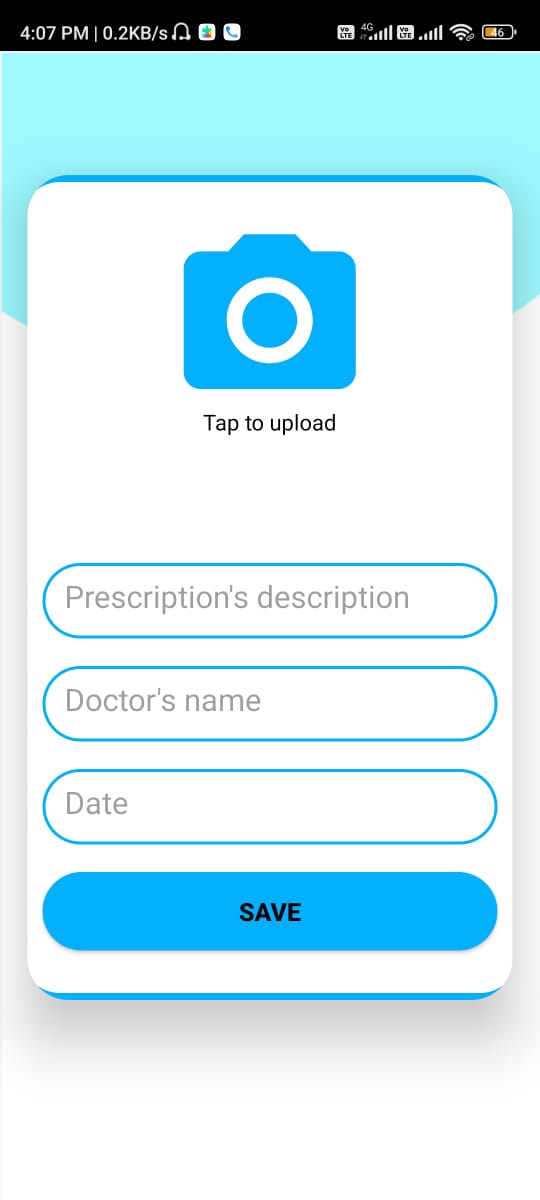 4:07 PM | 0.2KB/s
Vo LTE 4G Vo LTE 46
Tap to upload
Prescription's description
Doctor's name
Date
SAVE